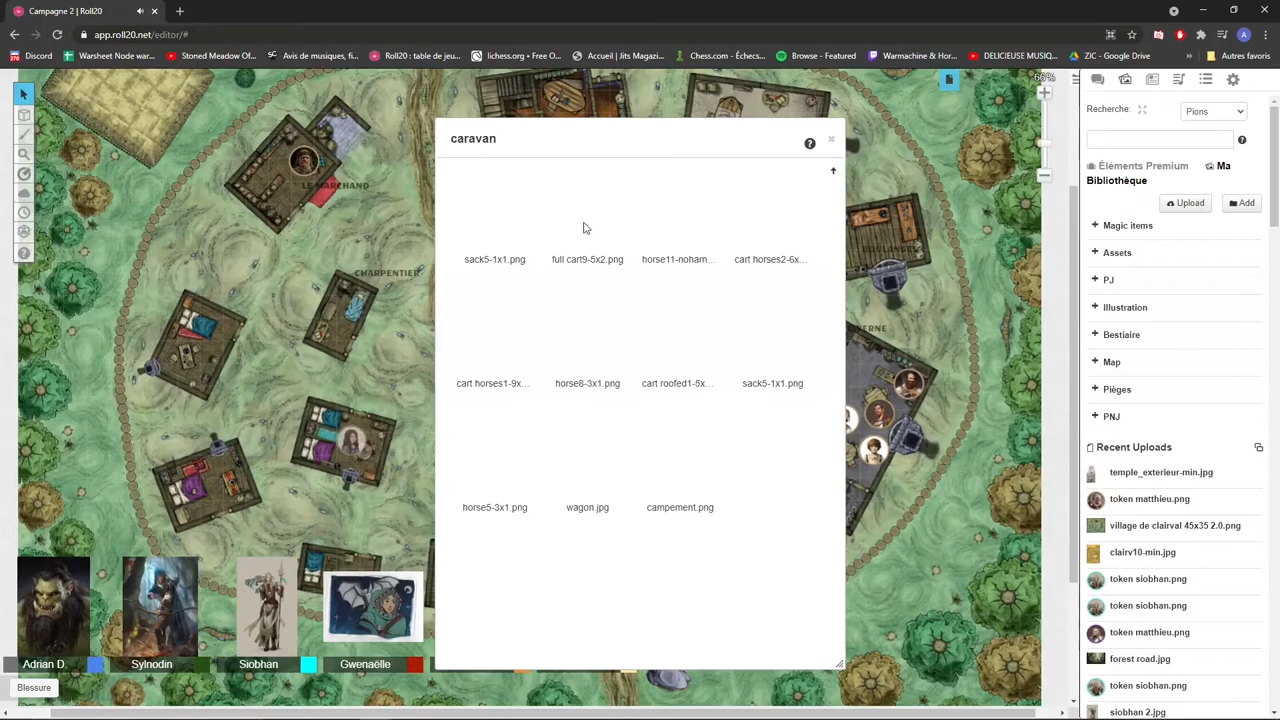 Campagne 2 | Roll20
app.roll20.net/editor/#
Discord
Warsheet Node war...
Stoned Meadow Of...
Avis de musiques, fi...
Roll20 : table de jeu...
lichess.org • Free O...
Accueil | Jits Magazi...
Chess.com - Échecs...
Browse - Featured
Warmachine & Hor...
DELICIEUSE MUSIQ...
ZIC - Google Drive
Autres favoris
66%
caravan
sack5-1x1.png
full cart9-5x2.png
horse11-noharn...
cart horses2-6x...
cart horses1-9x...
horse8-3x1.png
cart roofed1-5x...
sack5-1x1.png
horse5-3x1.png
wagon.jpg
campement.png
LE MARCHAND
CHARPENTIER
Adrian D.
Sylnodin
Siobhan
Gwenaëlle
Blessure
Recherche:
Pions
Éléments Premium
Ma
Bibliothèque
Upload
Add
Magic items
Assets
PJ
Illustration
Bestiaire
Map
Pièges
PNJ
Recent Uploads
temple_exterieur-min.jpg
token matthieu.png
village de clairval 45x35 2.0.png
clairv10-min.jpg
token siobhan.png
token siobhan.png
token matthieu.png
forest road.jpg
token siobhan.png
siobhan 2.jpg